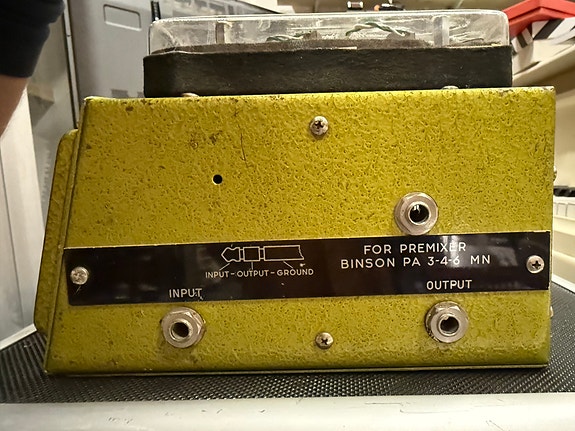 FOR PREMIXER
BINSON PA 3-4-6 MN
INPUT-OUTPUT-GROUND
INPUT
OUTPUT